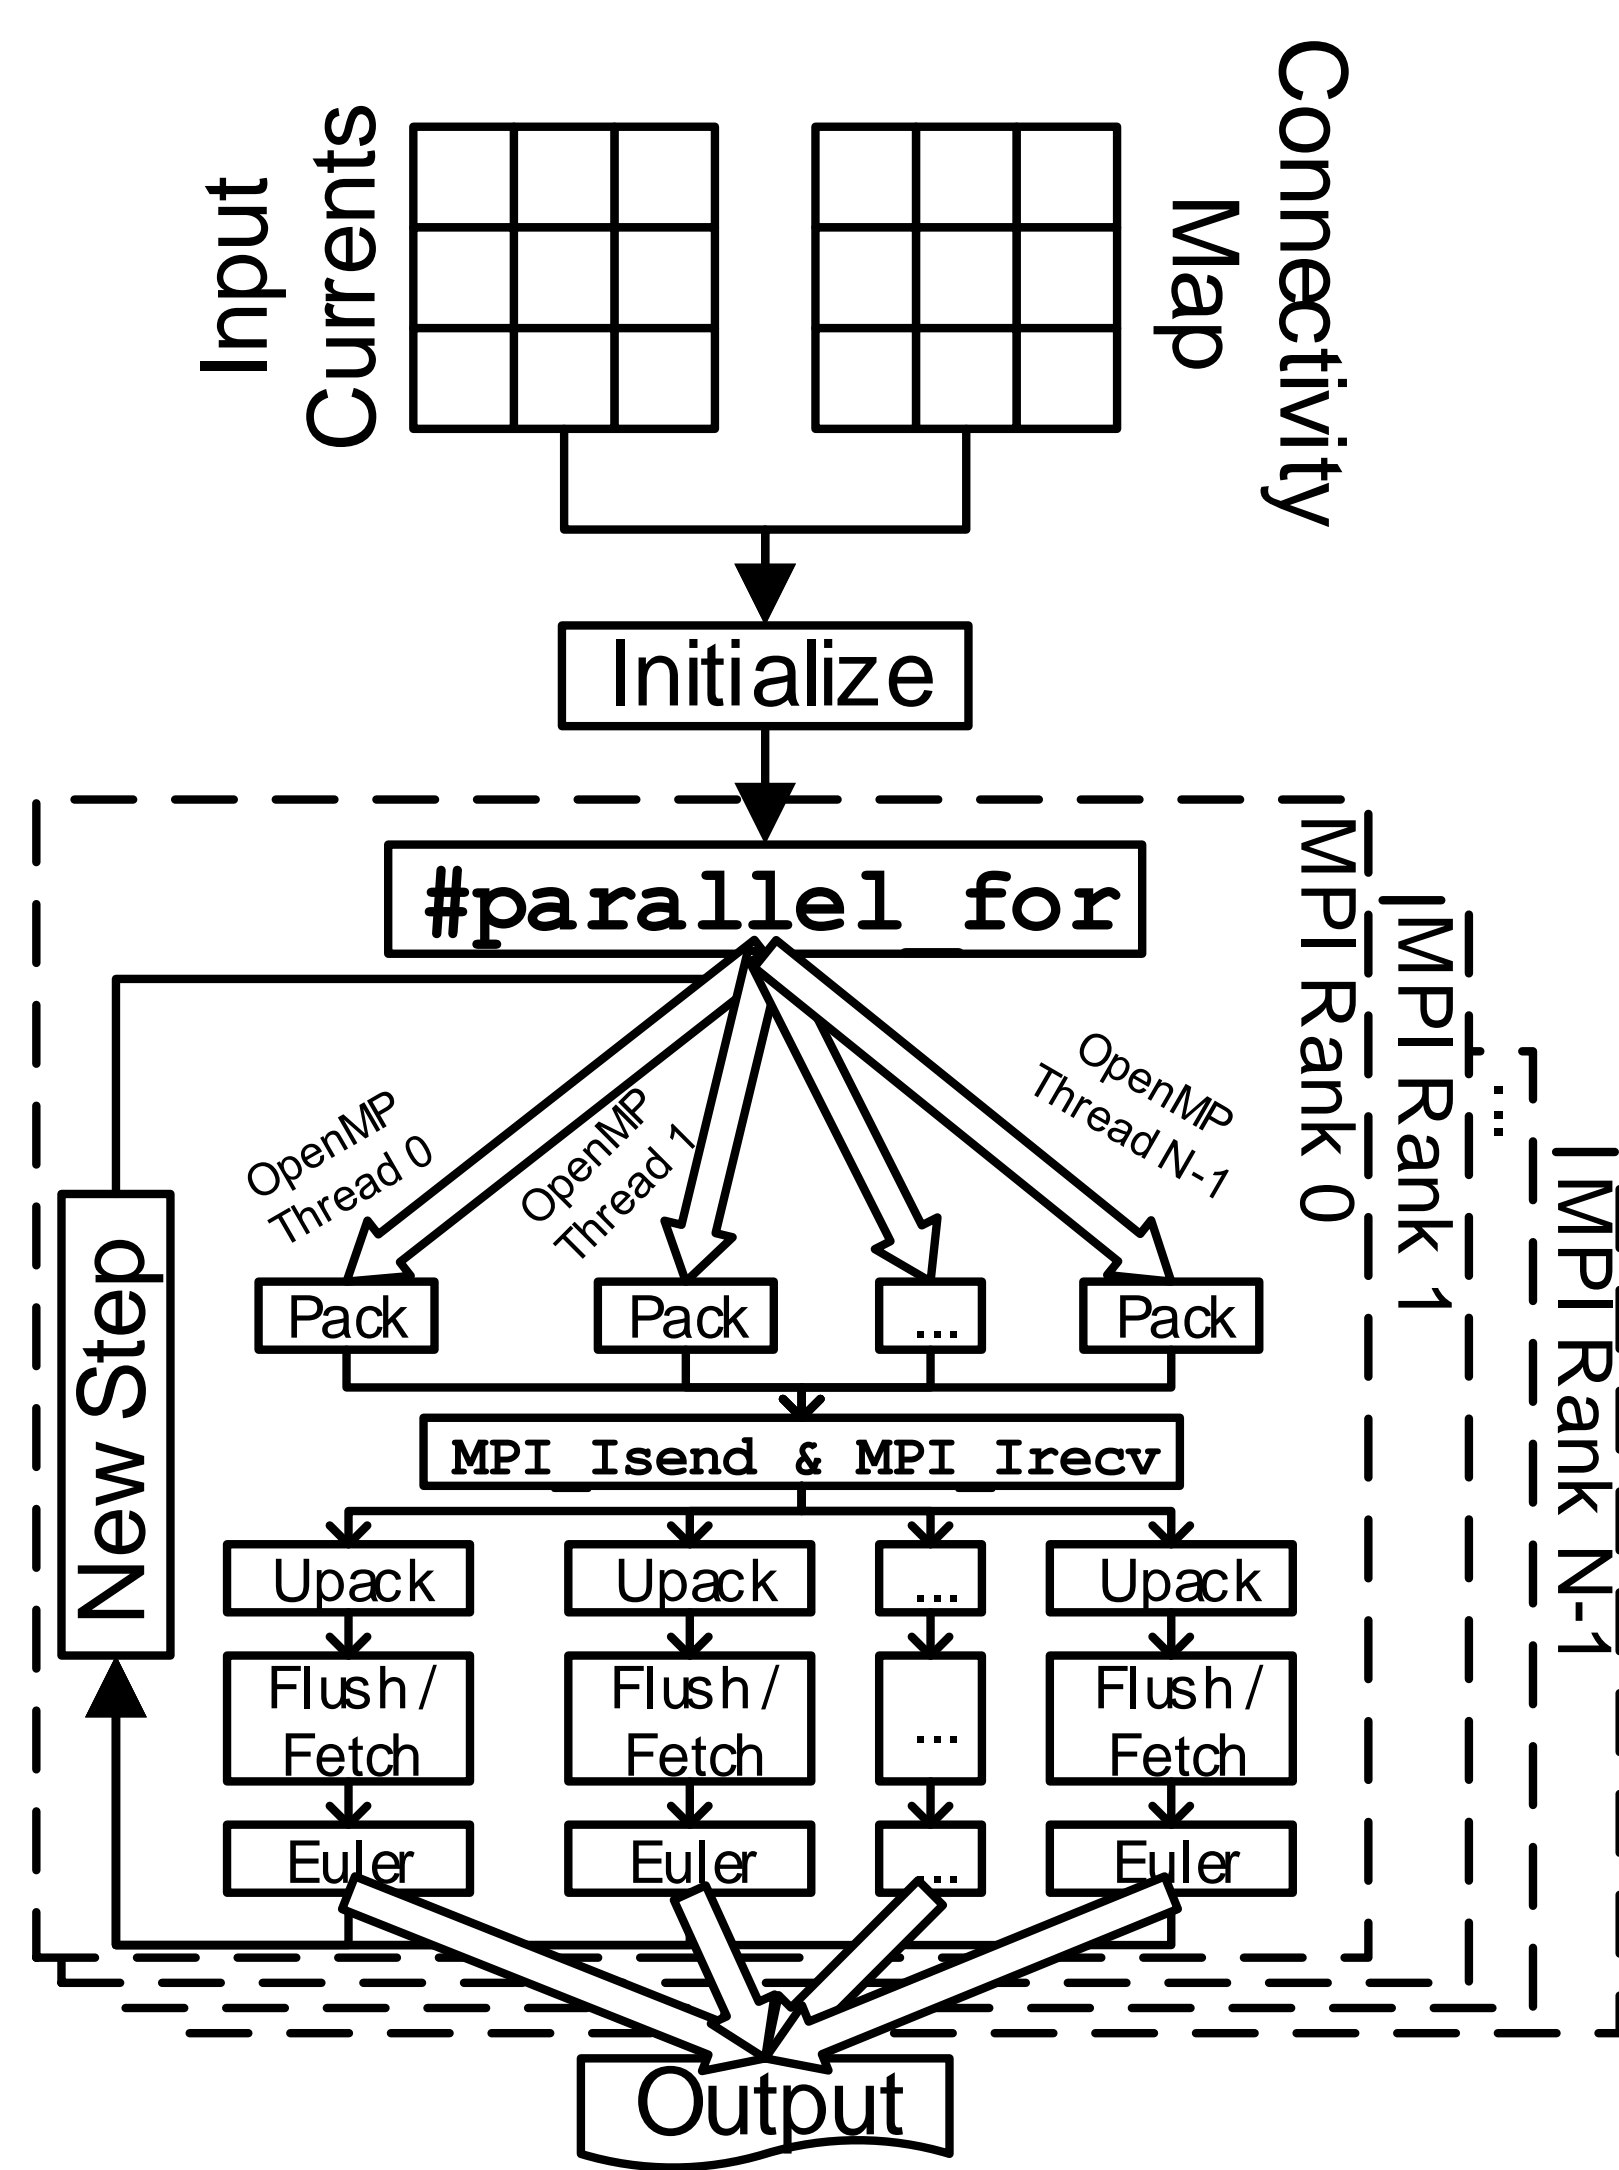 Input
Currents
Connectivity
Map
Initialize
#parallel_for
MPI Rank 0
MPI Rank 1
...
MPI Rank N-1
OpenMP
Thread 0
OpenMP
Thread 1
OpenMP
Thread N-1
New Step
Pack
Pack
...
Pack
MPI_Isend & MPI_Irecv
Upack
Upack
...
Upack
Flush /
Fetch
Flush /
Fetch
...
Flush /
Fetch
Euler
Euler
...
Euler
Output